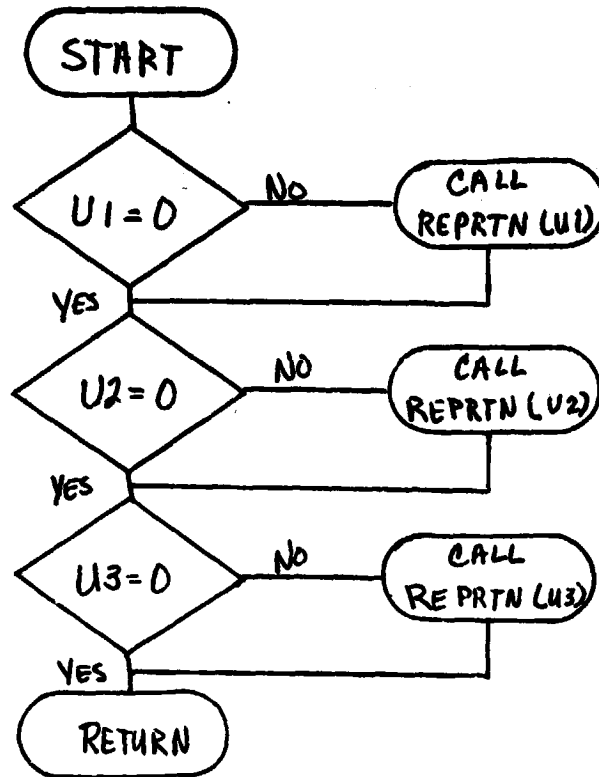 START
U1=0
NO
CALL
REPRTN (U1)
YES
U2=0
NO
CALL
REPRTN (U2)
YES
U3=0
NO
CALL
REPRTN (U3)
YES
RETURN